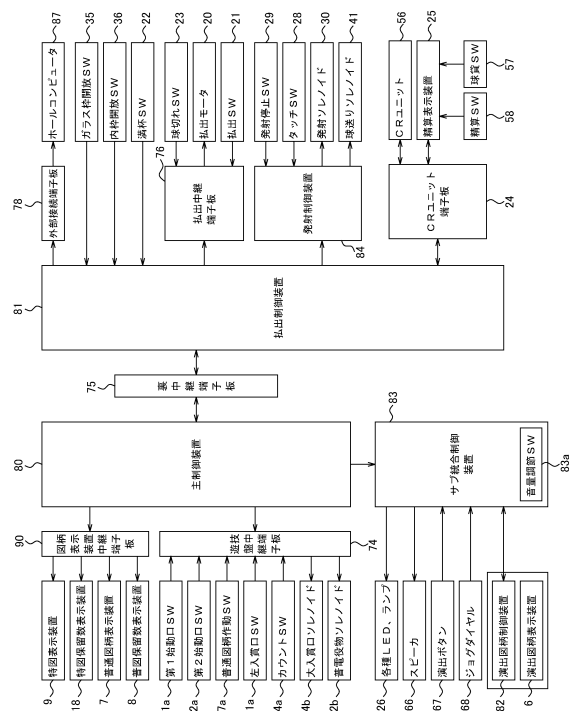 87
ホールコンピュータ
35
ガラス枠開放SW
36
内枠開放SW
22
満杯SW
23
球切れSW
20
払出モータ
21
払出SW
29
発射停止SW
28
タッチSW
30
発射ソレノイド
41
球送りソレノイド
56
CRユニット
25
精算表示装置
球貸SW
57
精算SW
58
78
外部接続端子板
76
払出中継
端子板
発射制御装置
84
CRユニット
端子板
24
81
払出制御装置
75
裏中継端子板
80
主制御装置
83
サブ統合制御
装置
音量調節SW
83a
90
図柄
表示
装置中継
端子
板
遊技
盤中
継端
子板
74
9
特図表示装置
18
特図保留数表示装置
7
普通図柄表示装置
8
普図保留数表示装置
1a
第1始動口SW
2a
第2始動口SW
7a
普通図柄作動SW
1a
左入賞口SW
4a
カウントSW
4b
大入賞口ソレノイド
2b
普電役物ソレノイド
26
各種LED、ランプ
66
スピーカ
67
演出ボタン
68
ジョグダイヤル
82
演出図柄制御装置
6
演出図柄表示装置